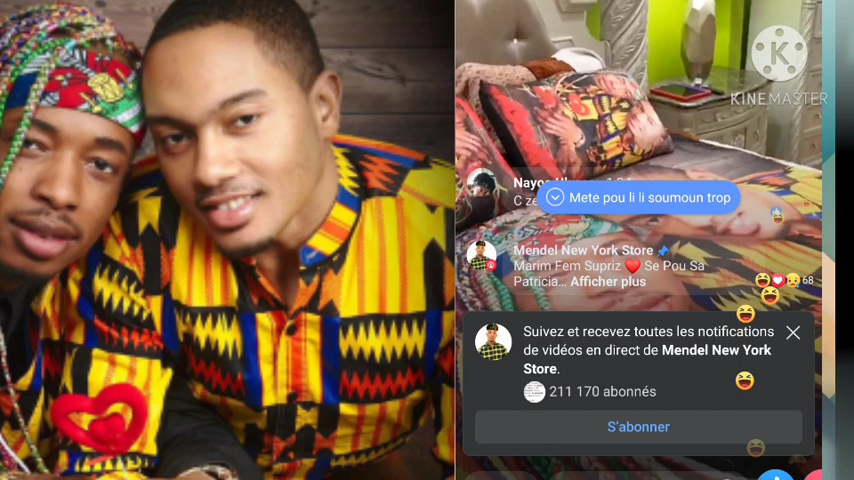 KINEMASTER
Mete pou li li soumoun trop
Mendel New York Store
Marim Fem Supriz ❤️ Se Pou Sa
Patricia... Afficher plus
68
Suivez et recevez toutes les notifications
de vidéos en direct de Mendel New York
Store.
211 170 abonnés
S'abonner